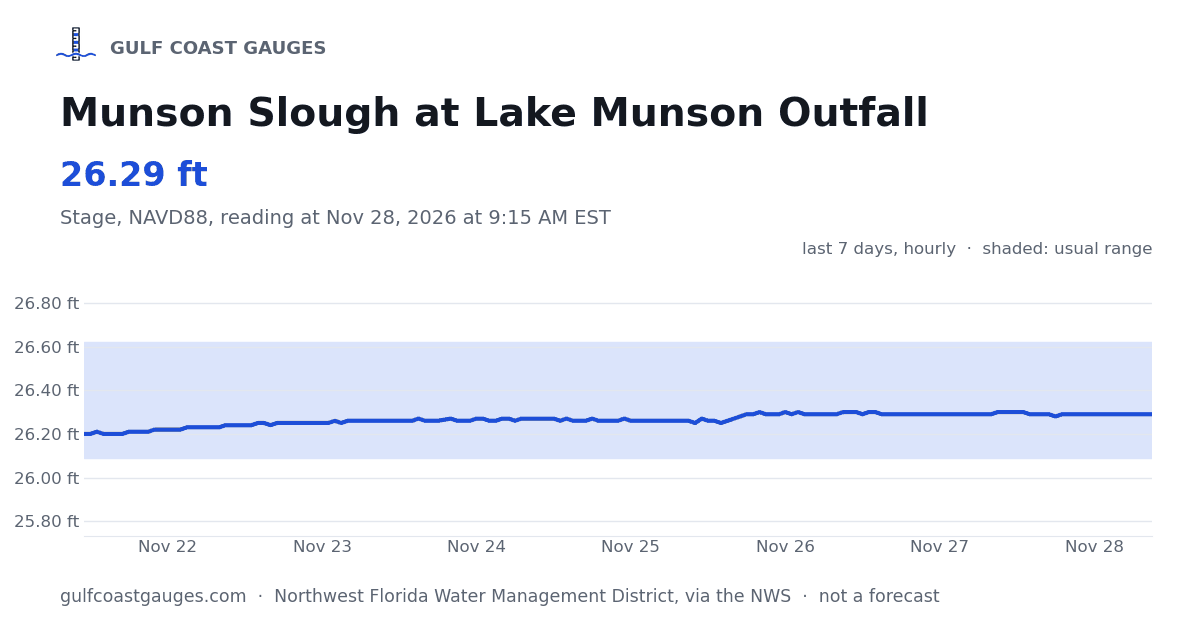 GULF COAST GAUGES
Munson Slough at Lake Munson Outfall
26.29 ft
Stage, NAVD88, reading at Nov 28, 2026 at 9:15 AM EST
last 7 days, hourly · shaded: usual range
26.80 ft
26.60 ft
26.40 ft
26.20 ft
26.00 ft
25.80 ft
Nov 22 Nov 23 Nov 24 Nov 25 Nov 26 Nov 27 Nov 28
gulfcoastgauges.com · Northwest Florida Water Management District, via the NWS · not a forecast